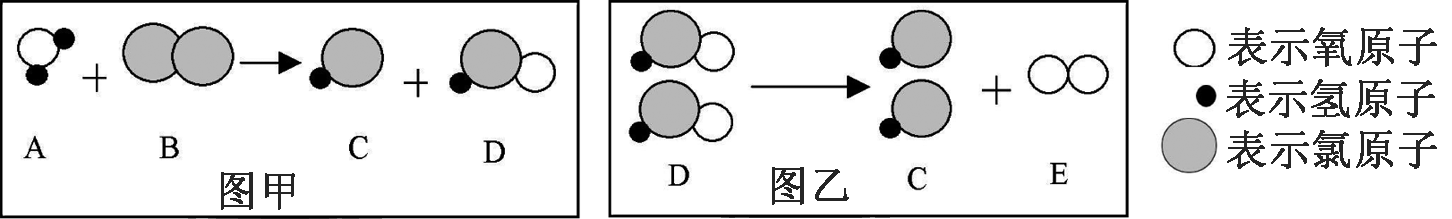 A + B → C + D
图甲
D → C + E
图乙
表示氧原子
表示氢原子
表示氯原子